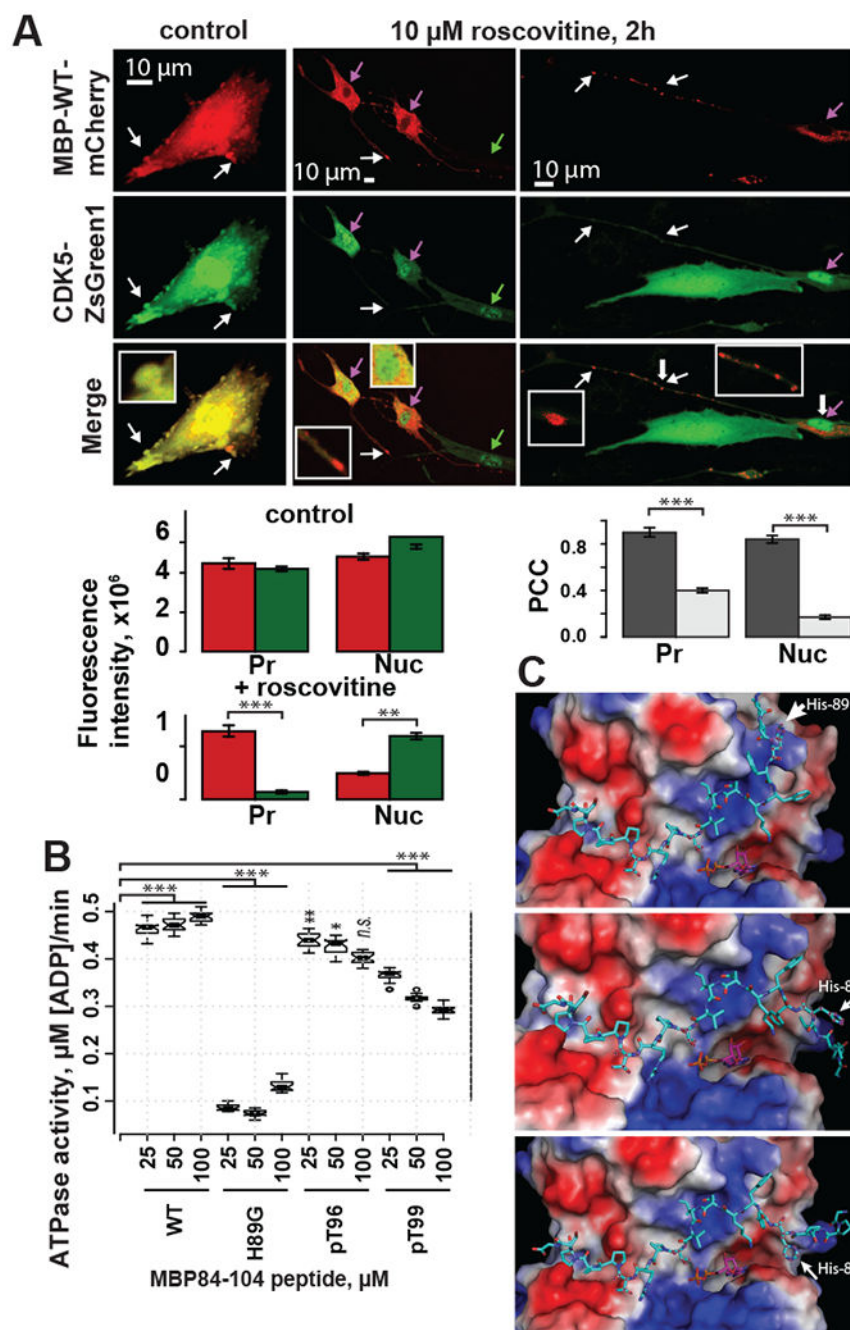 A
control
10 µM roscovitine, 2h
MBP-WT-
mCherry
10 µm
10 µm
10 µm
CDK5-
ZsGreen1
Merge
control
Fluorescence
intensity, x10⁶
6
4
2
0
Pr
Nuc
+ roscovitine
1
0
***
**
Pr
Nuc
PCC
0.8
0.4
0.0
***
***
Pr
Nuc
C
His-89
His-8
His-8
B
ATPase activity, µM [ADP]/min
0.5
0.4
0.3
0.2
0.1
***
***
***
**
*
n.s.
25
50
100
25
50
100
25
50
100
25
50
100
WT
H89G
pT96
pT99
MBP84-104 peptide, µM